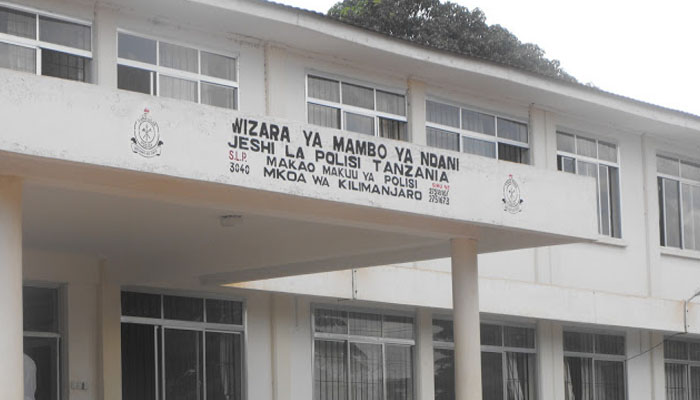 WIZARA YA MAMBO YA NDANI
JESHI LA POLISI TANZANIA
S.L.P. MAKAO MAKUU YA POLISI
3040 MKOA WA KILIMANJARO